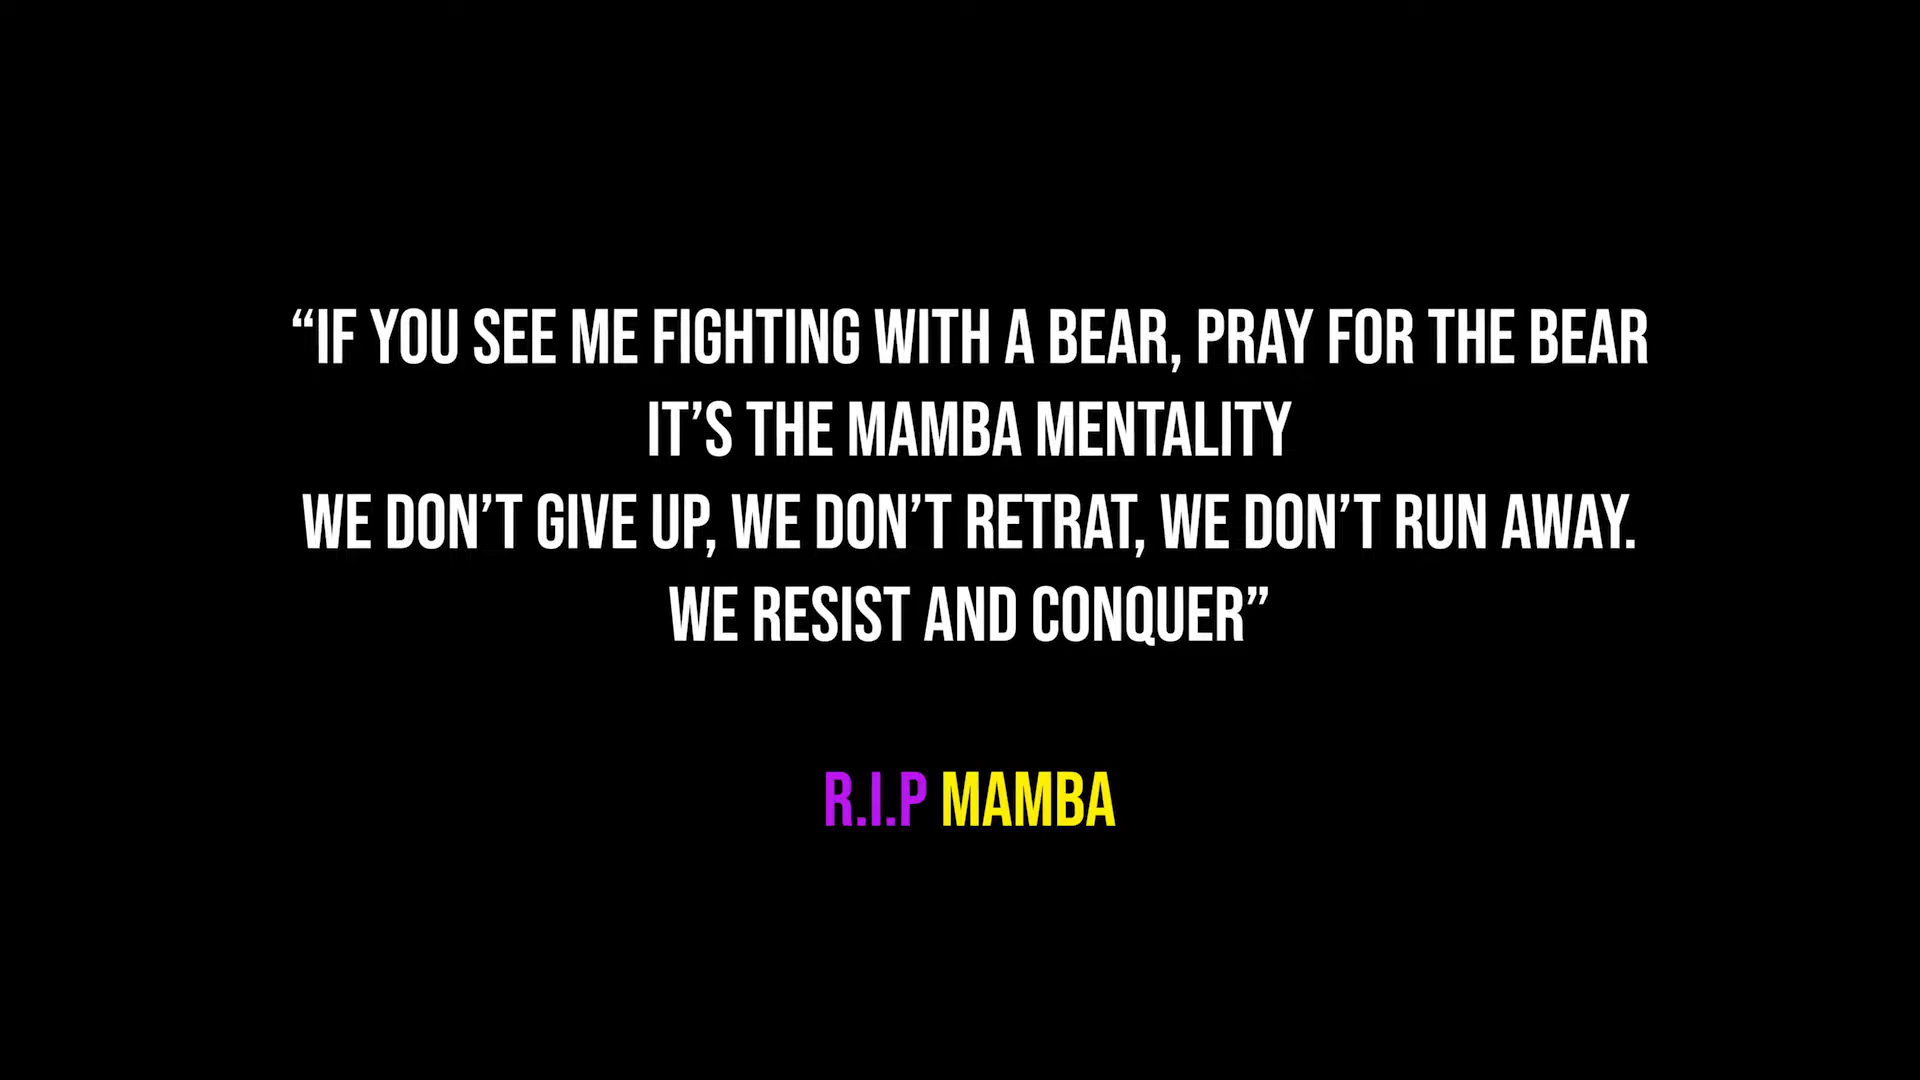 “IF YOU SEE ME FIGHTING WITH A BEAR, PRAY FOR THE BEAR
IT’S THE MAMBA MENTALITY
WE DON’T GIVE UP, WE DON’T RETRAT, WE DON’T RUN AWAY.
WE RESIST AND CONQUER”
R.I.P MAMBA